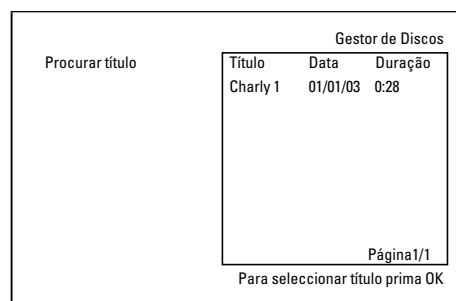 Gestor de Discos
Procurar título
Título Data Duração
Charly 1 01/01/03 0:28
Página1/1
Para seleccionar título prima OK